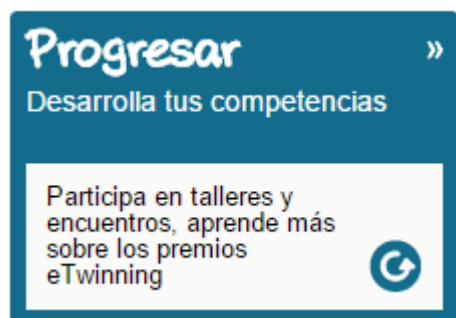 Progresar »
Desarrolla tus competencias
Participa en talleres y
encuentros, aprende más
sobre los premios
eTwinning